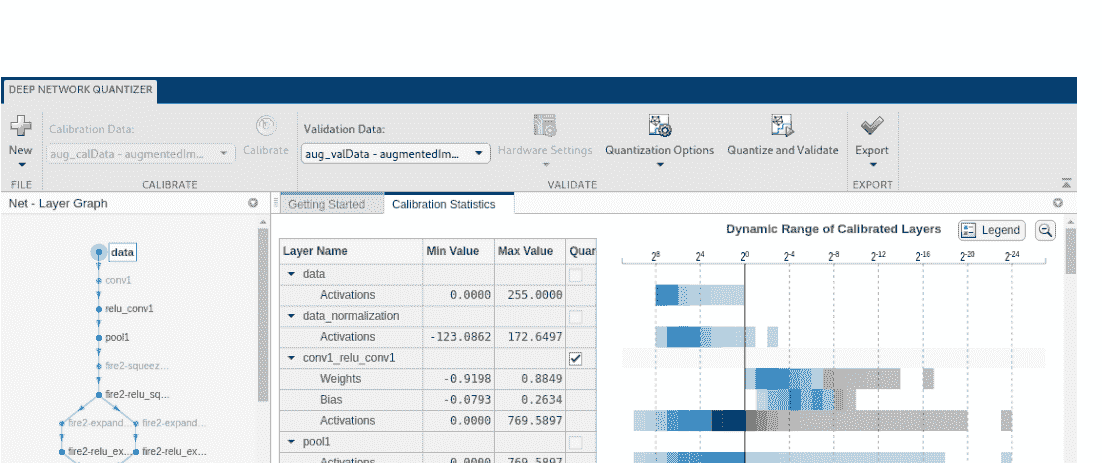 DEEP NETWORK QUANTIZER
Calibration Data:
aug_calData - augmentedIm...
Calibrate
Validation Data:
aug_valData - augmentedIm...
New
Hardware Settings
Quantization Options
Quantize and Validate
Export
FILE
CALIBRATE
VALIDATE
EXPORT
Net - Layer Graph
Getting Started
Calibration Statistics
data
conv1
relu_conv1
pool1
fire2-squeez...
fire2-relu_sq...
fire2-expand... fire2-expand...
fire2-relu_ex... fire2-relu_ex...
Layer Name Min Value Max Value Quar
data
Activations 0.0000 255.0000
data_normalization
Activations -123.0862 172.6497
conv1_relu_conv1
Weights -0.9198 0.8849
Bias -0.0793 0.2634
Activations 0.0000 769.5897
pool1
Activations 0.0000 769.5897
Dynamic Range of Calibrated Layers
Legend
2^8 2^4 2^0 2^-4 2^-8 2^-12 2^-16 2^-20 2^-24